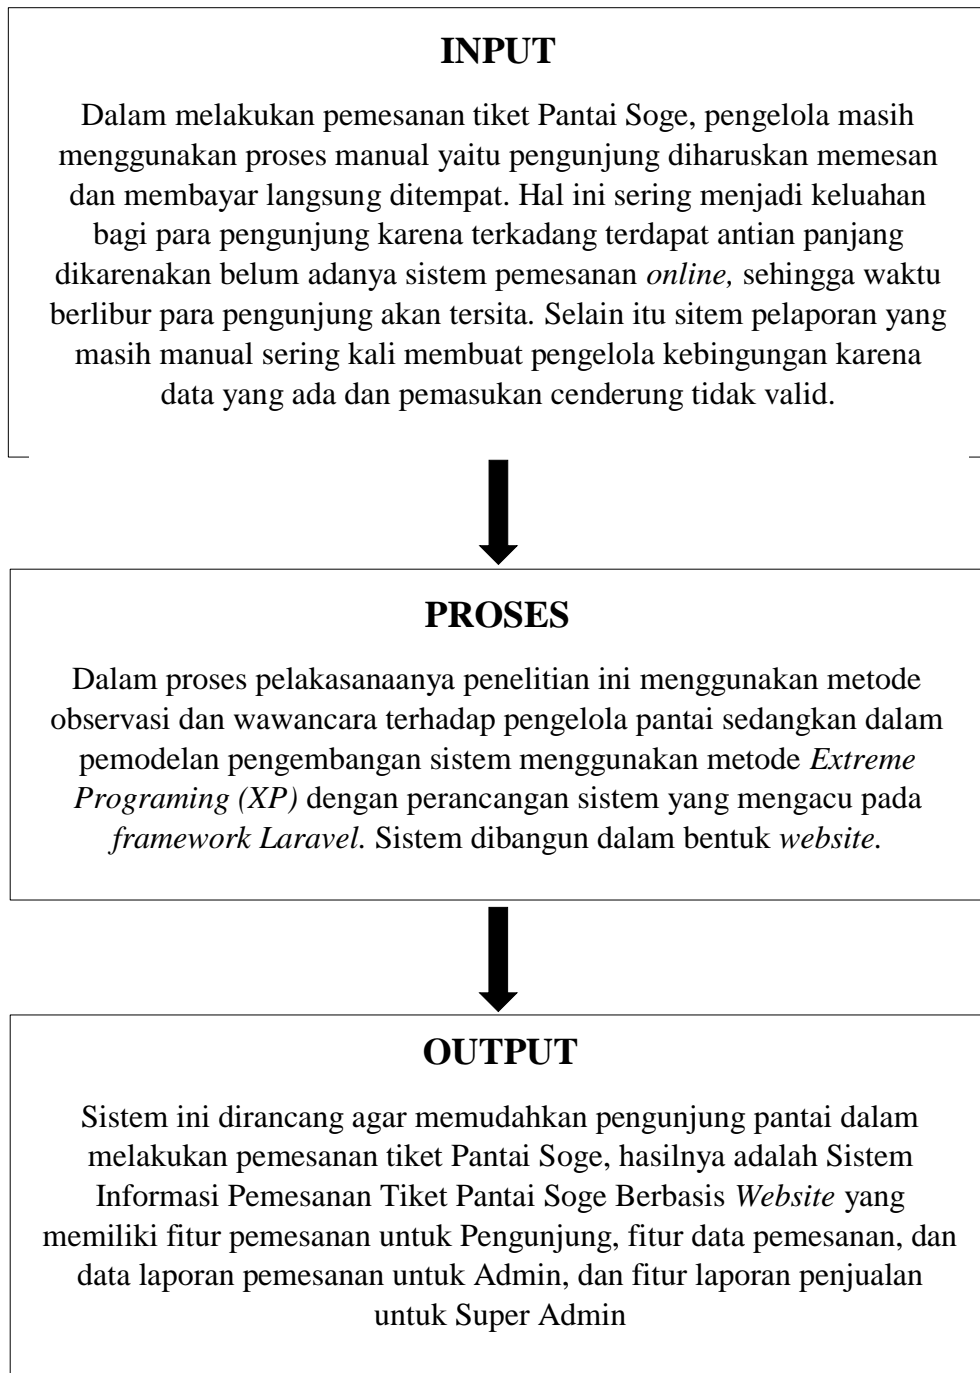 INPUT
Dalam melakukan pemesanan tiket Pantai Soge, pengelola masih
menggunakan proses manual yaitu pengunjung diharuskan memesan
dan membayar langsung ditempat. Hal ini sering menjadi keluahan
bagi para pengunjung karena terkadang terdapat antian panjang
dikarenakan belum adanya sistem pemesanan online, sehingga waktu
berlibur para pengunjung akan tersita. Selain itu sitem pelaporan yang
masih manual sering kali membuat pengelola kebingungan karena
data yang ada dan pemasukan cenderung tidak valid.
PROSES
Dalam proses pelakasanaanya penelitian ini menggunakan metode
observasi dan wawancara terhadap pengelola pantai sedangkan dalam
pemodelan pengembangan sistem menggunakan metode Extreme
Programing (XP) dengan perancangan sistem yang mengacu pada
framework Laravel. Sistem dibangun dalam bentuk website.
OUTPUT
Sistem ini dirancang agar memudahkan pengunjung pantai dalam
melakukan pemesanan tiket Pantai Soge, hasilnya adalah Sistem
Informasi Pemesanan Tiket Pantai Soge Berbasis Website yang
memiliki fitur pemesanan untuk Pengunjung, fitur data pemesanan, dan
data laporan pemesanan untuk Admin, dan fitur laporan penjualan
untuk Super Admin